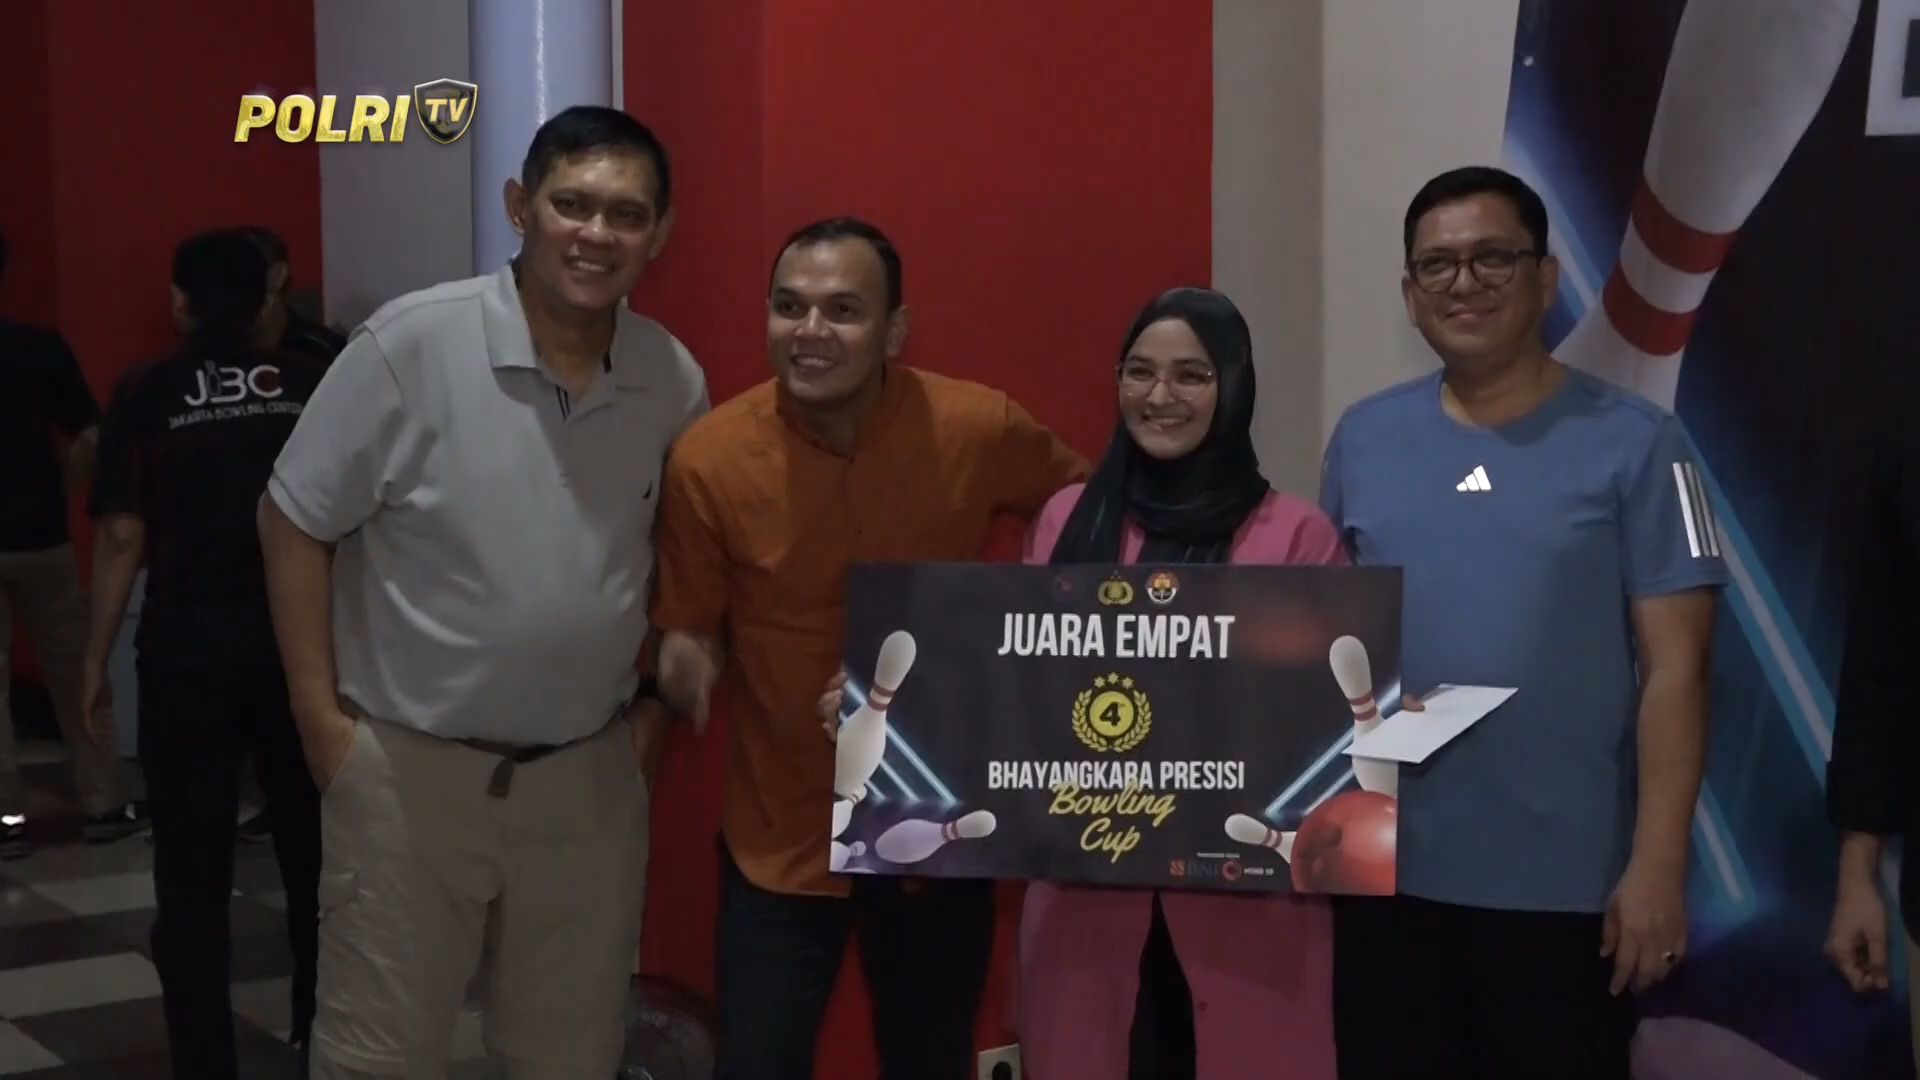 POLRI TV
JBC
JAKARTA BOWLING CENTER
JUARA EMPAT
4
BHAYANGKARA PRESISI
Bowling
Cup
BNI